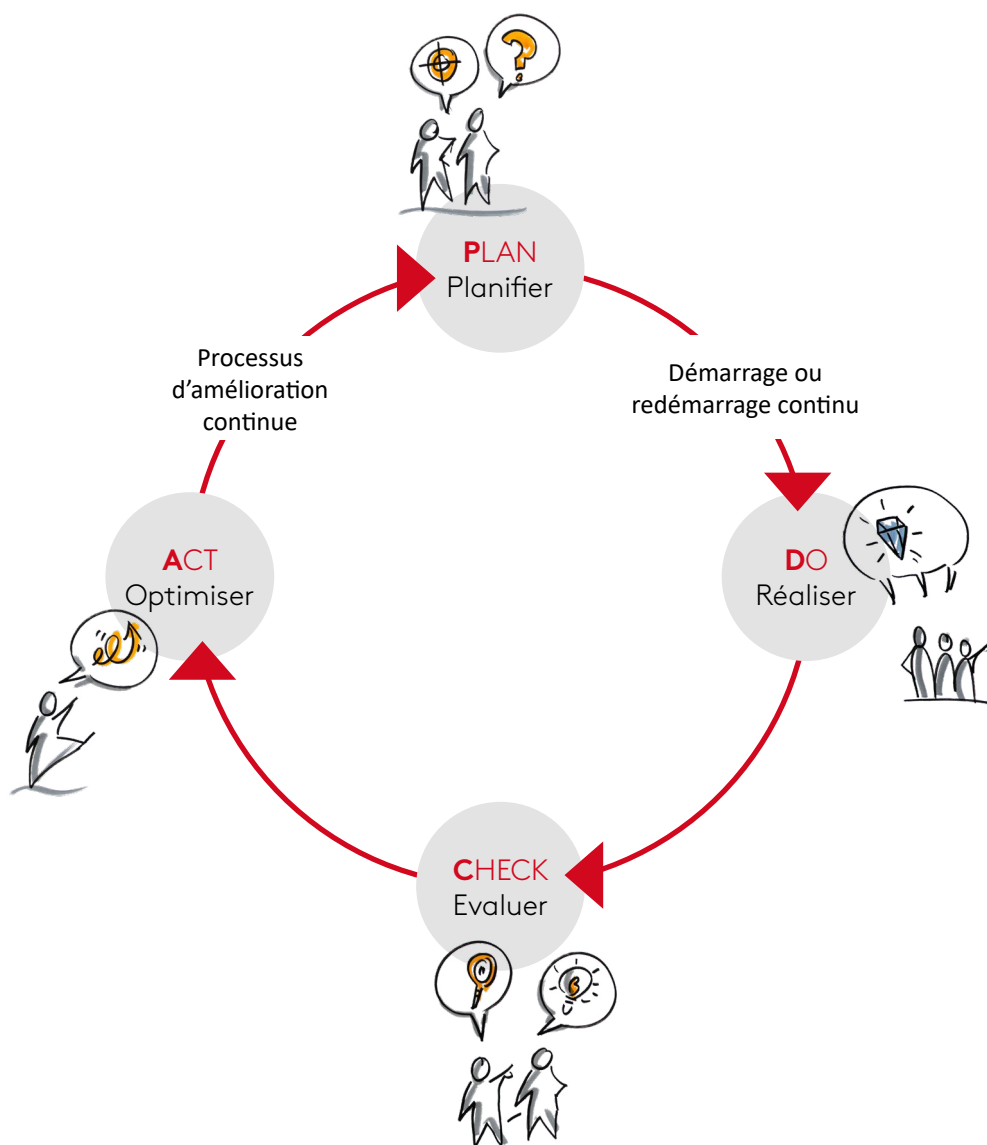 PLAN
Planifier
Processus
d’amélioration
continue
Démarrage ou
redémarrage continu
ACT
Optimiser
DO
Réaliser
CHECK
Evaluer